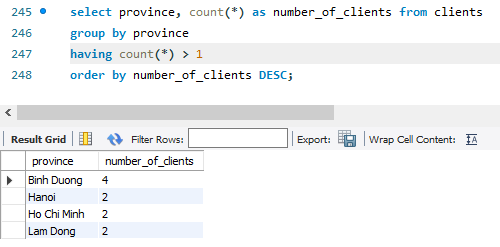 245 select province, count(*) as number_of_clients from clients
246 group by province
247 having count(*) > 1
248 order by number_of_clients DESC;
Result Grid Filter Rows: Export: Wrap Cell Content: IA
province number_of_clients
Binh Duong 4
Hanoi 2
Ho Chi Minh 2
Lam Dong 2